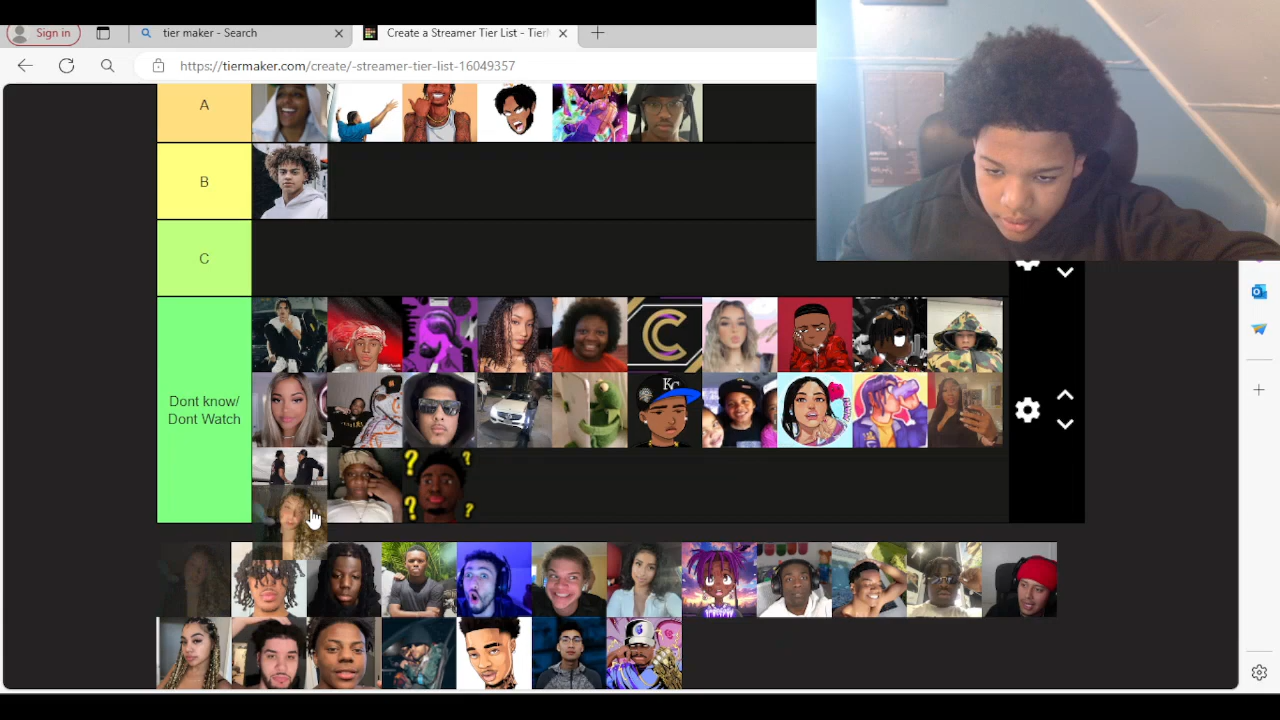 Sign in
tier maker - Search
Create a Streamer Tier List - TierM
https://tiermaker.com/create/-streamer-tier-list-16049357
A
B
C
Dont know/
Dont Watch
KC
? ?
? ?